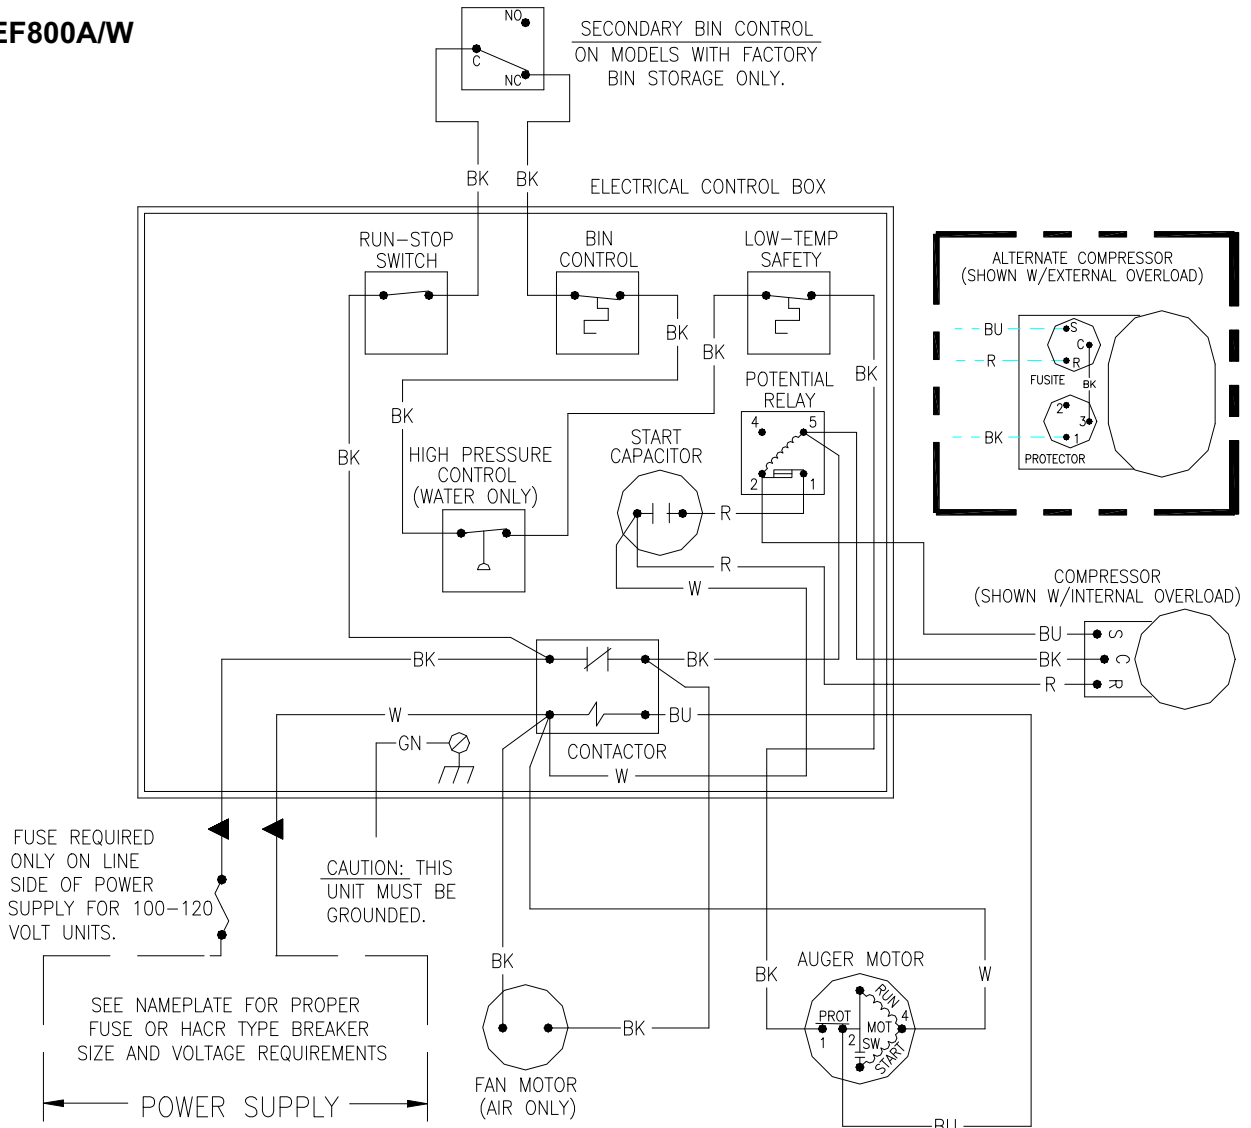 EF800A/W
NO
C
NC
SECONDARY BIN CONTROL
ON MODELS WITH FACTORY
BIN STORAGE ONLY.
BK BK
ELECTRICAL CONTROL BOX
RUN-STOP
SWITCH
BIN
CONTROL
LOW-TEMP
SAFETY
ALTERNATE COMPRESSOR
(SHOWN W/EXTERNAL OVERLOAD)
BU
S
C
R
R
FUSITE
BK
2
3
BK
1
PROTECTOR
BK
BK
BK
BK
BK
POTENTIAL
RELAY
4 5
2 1
START
CAPACITOR
HIGH PRESSURE
CONTROL
(WATER ONLY)
R
R
W
COMPRESSOR
(SHOWN W/INTERNAL OVERLOAD)
BU S
BK C
R R
BK
BK
W
BU
GN
CONTACTOR
W
FUSE REQUIRED
ONLY ON LINE
SIDE OF POWER
SUPPLY FOR 100-120
VOLT UNITS.
CAUTION: THIS
UNIT MUST BE
GROUNDED.
SEE NAMEPLATE FOR PROPER
FUSE OR HACR TYPE BREAKER
SIZE AND VOLTAGE REQUIREMENTS
POWER SUPPLY
BK
BK
FAN MOTOR
(AIR ONLY)
AUGER MOTOR
BK
W
RUN
PROT
4
MOT
1 2
SW
START
BU